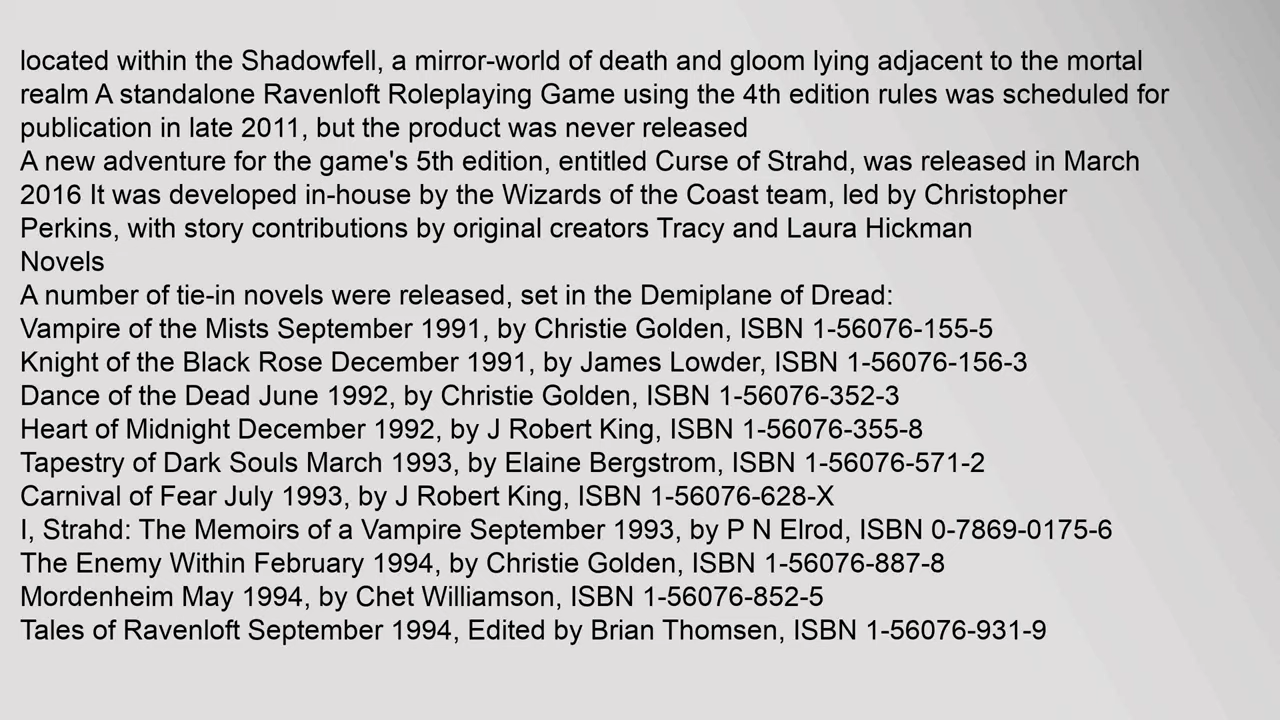 located within the Shadowfell, a mirror-world of death and gloom lying adjacent to the mortal
realm A standalone Ravenloft Roleplaying Game using the 4th edition rules was scheduled for
publication in late 2011, but the product was never released
A new adventure for the game's 5th edition, entitled Curse of Strahd, was released in March
2016 It was developed in-house by the Wizards of the Coast team, led by Christopher
Perkins, with story contributions by original creators Tracy and Laura Hickman
Novels
A number of tie-in novels were released, set in the Demiplane of Dread:
Vampire of the Mists September 1991, by Christie Golden, ISBN 1-56076-155-5
Knight of the Black Rose December 1991, by James Lowder, ISBN 1-56076-156-3
Dance of the Dead June 1992, by Christie Golden, ISBN 1-56076-352-3
Heart of Midnight December 1992, by J Robert King, ISBN 1-56076-355-8
Tapestry of Dark Souls March 1993, by Elaine Bergstrom, ISBN 1-56076-571-2
Carnival of Fear July 1993, by J Robert King, ISBN 1-56076-628-X
I, Strahd: The Memoirs of a Vampire September 1993, by P N Elrod, ISBN 0-7869-0175-6
The Enemy Within February 1994, by Christie Golden, ISBN 1-56076-887-8
Mordenheim May 1994, by Chet Williamson, ISBN 1-56076-852-5
Tales of Ravenloft September 1994, Edited by Brian Thomsen, ISBN 1-56076-931-9